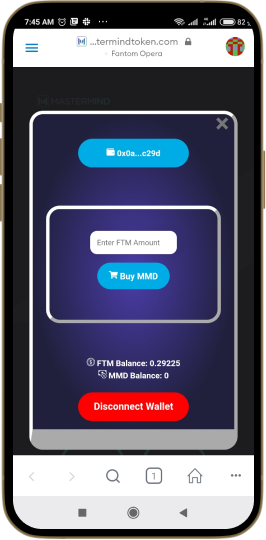 7:45 AM
82
...termindtoken.com
Fantom Opera
MASTERMIND
0x0a...c29d
Enter FTM Amount
Buy MMD
FTM Balance: 0.29225
MMD Balance: 0
Disconnect Wallet
1